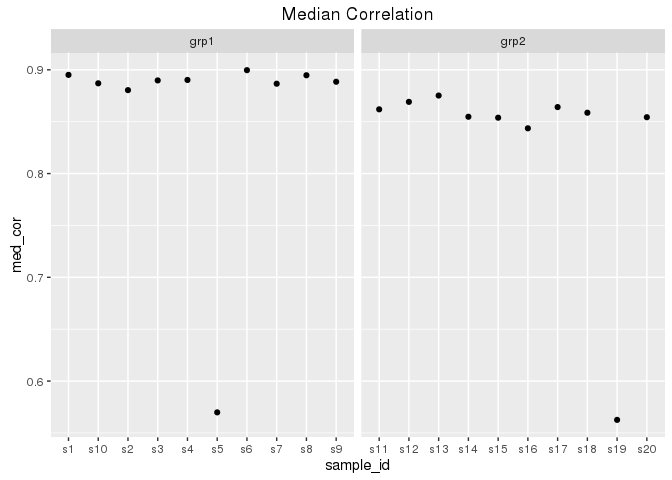 Median Correlation
grp1 grp2
med_cor
0.9
0.8
0.7
0.6
s1 s10 s2 s3 s4 s5 s6 s7 s8 s9 s11 s12 s13 s14 s15 s16 s17 s18 s19 s20
sample_id